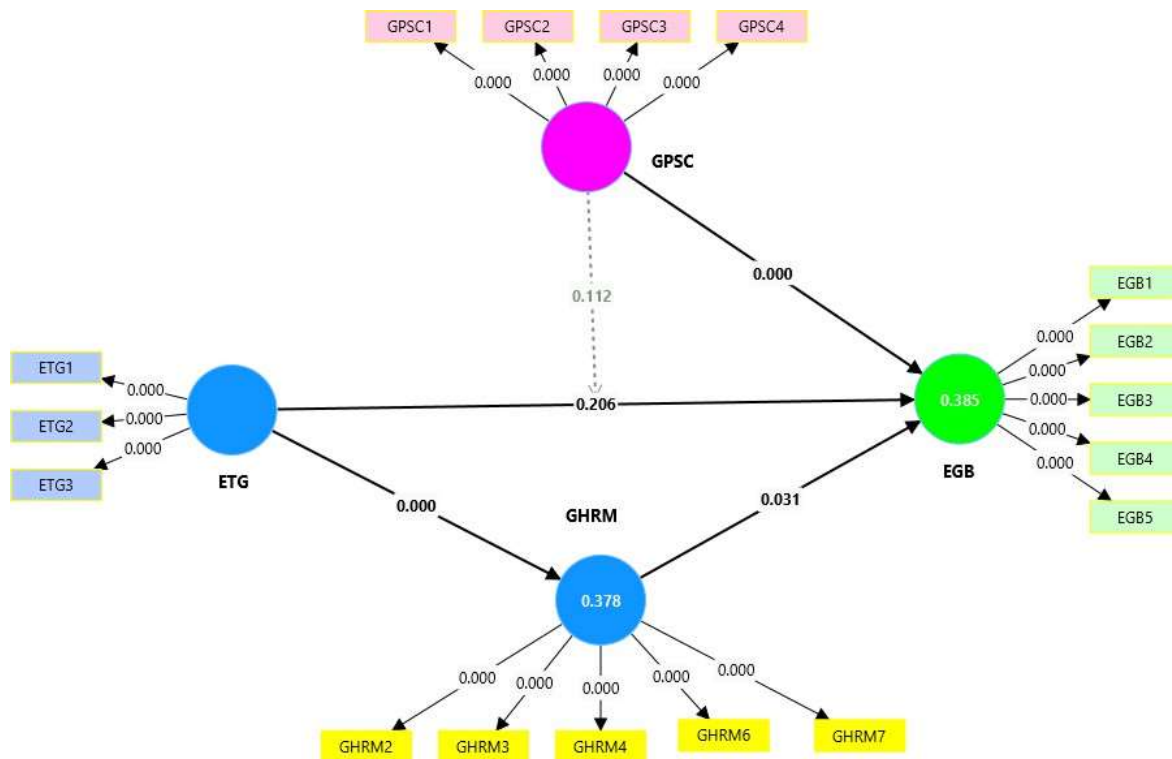 GPSC1 GPSC2 GPSC3 GPSC4
0.000 0.000 0.000 0.000
GPSC
0.000
0.112
ETG1
ETG2
ETG3
0.000
0.000
0.000
ETG
0.206
0.385
EGB
EGB1
EGB2
EGB3
EGB4
EGB5
0.000
0.000
0.000
0.000
0.000
0.000
GHRM
0.031
0.378
0.000 0.000 0.000 0.000 0.000
GHRM2 GHRM3 GHRM4 GHRM6 GHRM7